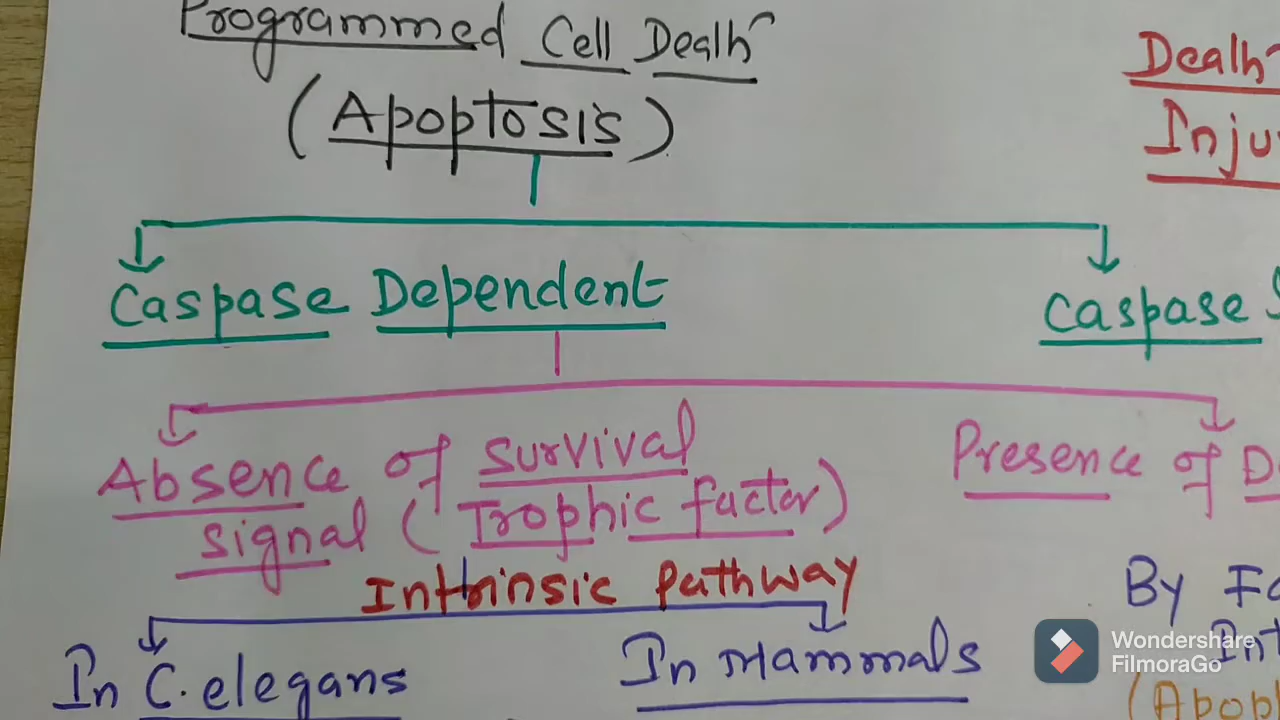 Programmed Cell Death
(Apoptosis)
Death
Caspase Dependent
Caspase
Absence of survival
signal (Trophic factor)
Presence of
Intrinsic Pathway
By
In C. elegans
In Mammals
Wondershare
FilmoraGo